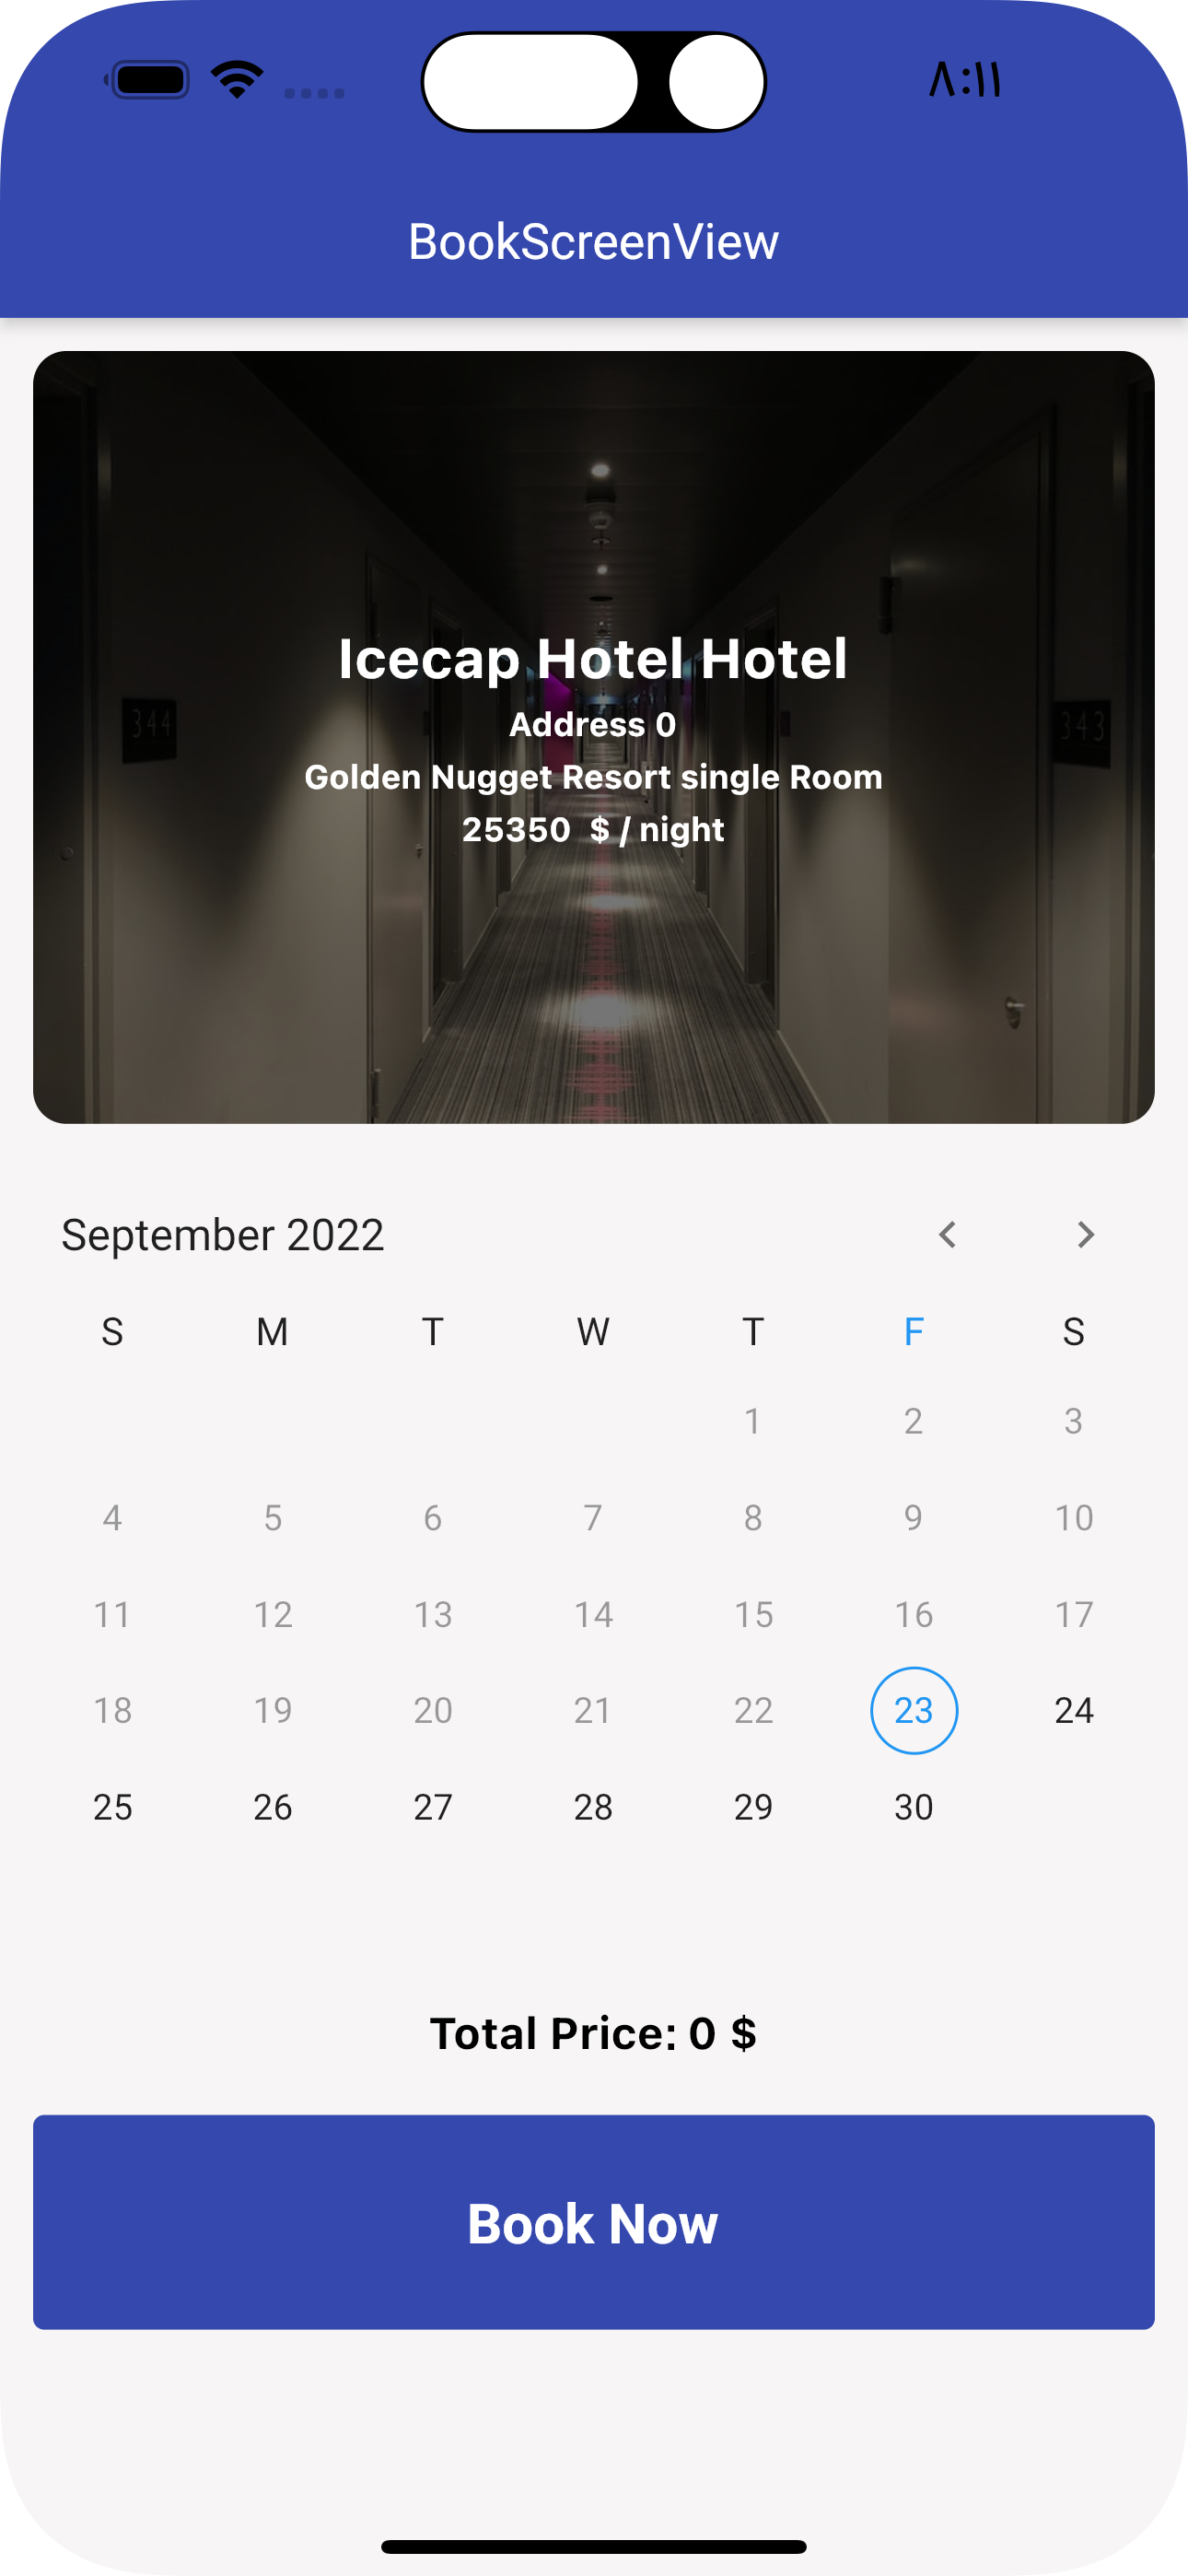 ٨:١١
BookScreenView
344
343
Icecap Hotel Hotel
Address 0
Golden Nugget Resort single Room
25350 $ / night
September 2022
S M T W T F S
1 2 3
4 5 6 7 8 9 10
11 12 13 14 15 16 17
18 19 20 21 22 23 24
25 26 27 28 29 30
Total Price: 0 $
Book Now